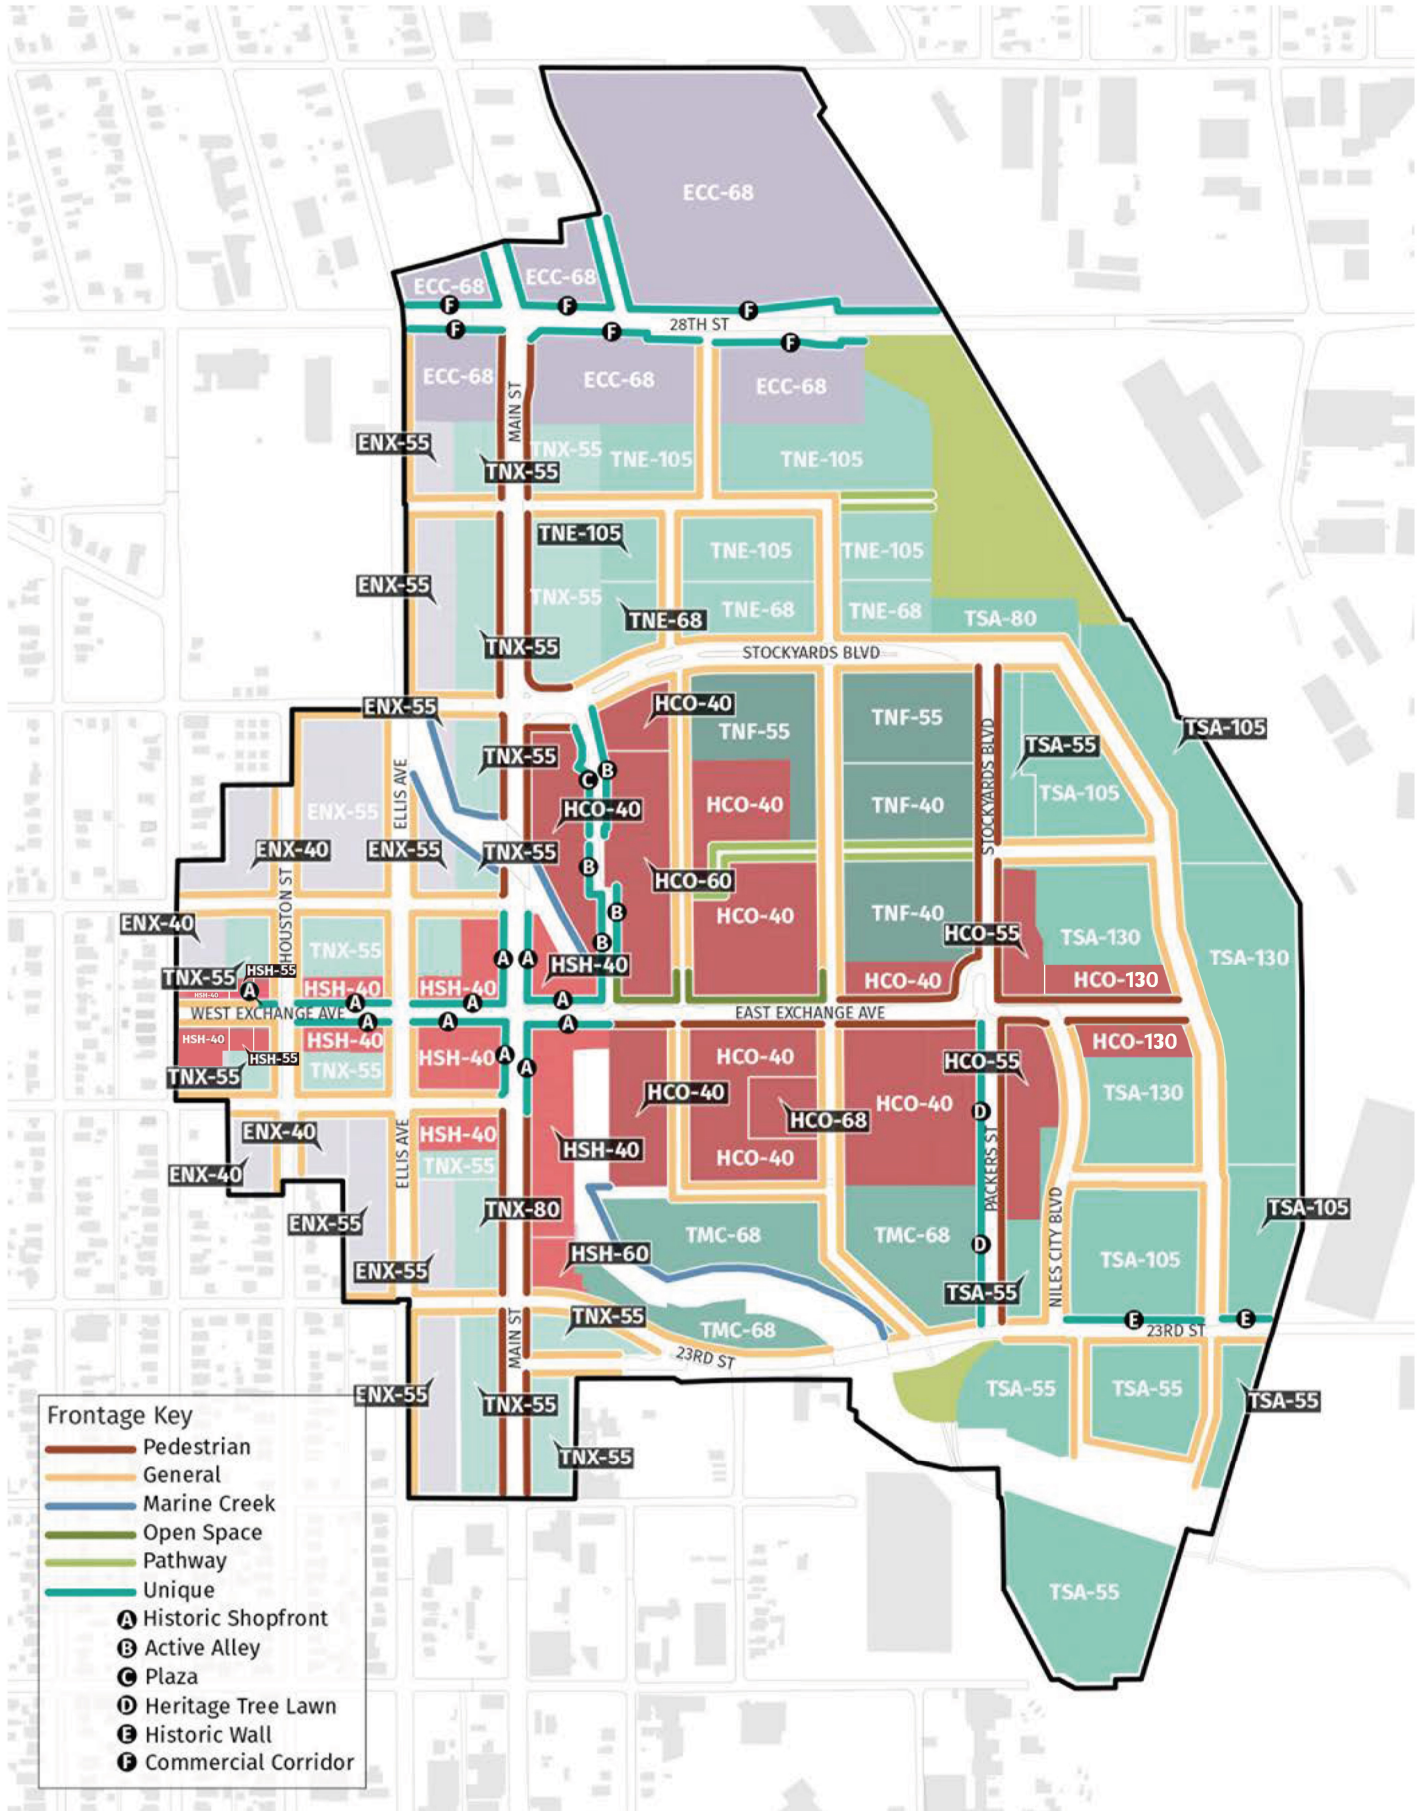 ECC-68
ECC-68
ECC-68
F
F
F
28TH ST
F
F
F
ECC-68
ECC-68
ECC-68
MAIN ST
ENX-55
TNX-55
TNX-55
TNE-105
TNE-105
TNE-105
TNE-105
TNE-105
ENX-55
TNX-55
TNE-68
TNE-68
TNE-68
TSA-80
TNX-55
STOCKYARDS BLVD
ENX-55
HCO-40
TNF-55
TNF-55
TSA-105
STOCKYARDS BLVD
TSA-55
TNX-55
B
C
ELLIS AVE
TSA-105
ENX-55
HCO-40
HCO-40
TNF-40
ENX-40
ENX-55
TNX-55
B
HCO-60
HOUSTON ST
ENX-40
B
HCO-40
TNF-40
HCO-55
TSA-130
B
TNX-55
A
A
TSA-130
TNX-55
HSH-55
HSH-40
HCO-40
HCO-130
A
HSH-40
HSH-40
HSH-40
A
A
A
WEST EXCHANGE AVE
EAST EXCHANGE AVE
A
A
A
HSH-40
HSH-40
HCO-40
HCO-130
HSH-55
HSH-40
A
HCO-55
TNX-55
TNX-55
A
HCO-40
HCO-40
TSA-130
HCO-68
D
ENX-40
HSH-40
ELLIS AVE
HSH-40
HCO-40
PACKERS ST
TNX-55
ENX-40
TNX-80
TSA-105
ENX-55
TMC-68
TMC-68
D
NILES CITY BLVD
HSH-60
TSA-105
ENX-55
TSA-55
TNX-55
E
E
MAIN ST
TMC-68
23RD ST
23RD ST
ENX-55
TNX-55
TSA-55
TSA-55
TSA-55
TNX-55
TSA-55
Frontage Key
Pedestrian
General
Marine Creek
Open Space
Pathway
Unique
A Historic Shopfront
B Active Alley
C Plaza
D Heritage Tree Lawn
E Historic Wall
F Commercial Corridor